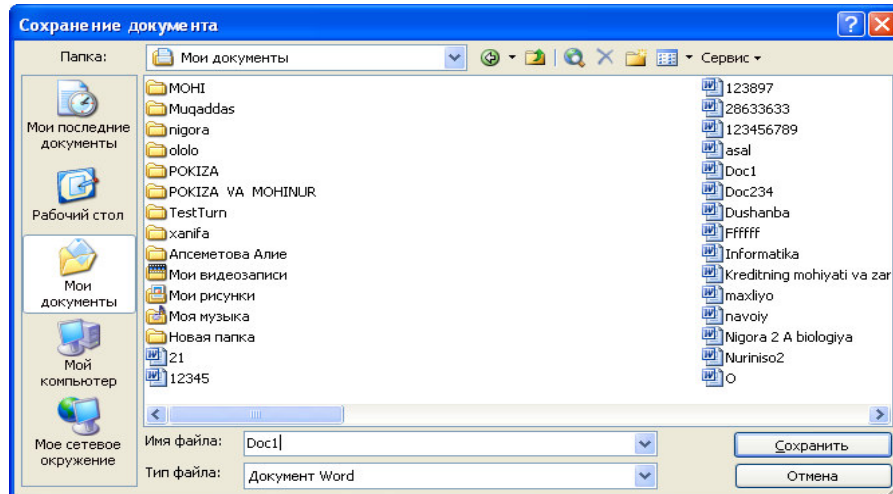 Сохранение документа
Папка:
Мои документы
Сервис
Мои последние
документы
Рабочий стол
Мои
документы
Мой
компьютер
Мое сетевое
окружение
MOHI
Muqaddas
nigora
ololo
POKIZA
POKIZA VA MOHINUR
TestTurn
xanifa
Апсеметова Алие
Мои видеозаписи
Мои рисунки
Моя музыка
Новая папка
21
12345
123897
28633633
123456789
asal
Doc1
Doc234
Dushanba
Ffffff
Informatika
Kreditning mohiyati va zar
maxliyo
navoiy
Nigora 2 A biologiya
Nuriniso2
O
Имя файла:
Doc1
Сохранить
Тип файла:
Документ Word
Отмена